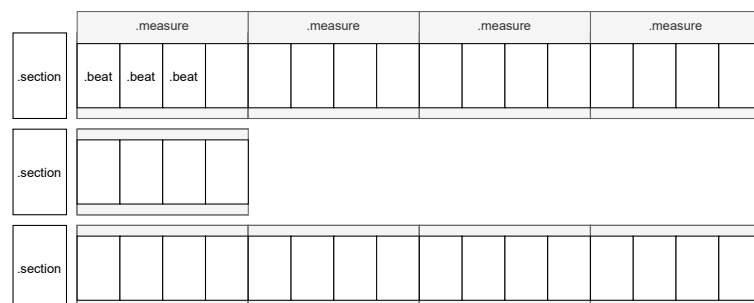 .measure .measure .measure .measure
.section .beat .beat .beat
.section
.section